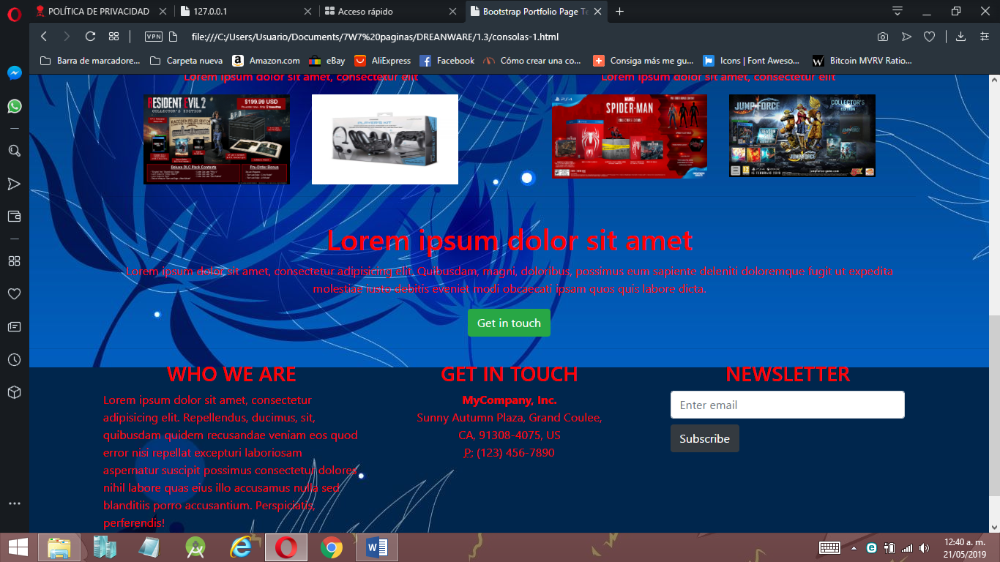 POLÍTICA DE PRIVACIDAD
127.0.0.1
Acceso rápido
Bootstrap Portfolio Page Te
VPN
file:///C:/Users/Usuario/Documents/7W7%20paginas/DREANWARE/1.3/consolas-1.html
Barra de marcadore...
Carpeta nueva
Amazon.com
eBay
AliExpress
Facebook
Cómo crear una co...
Consiga más me gu...
Icons | Font Aweso...
Bitcoin MVRV Ratio...
Lorem ipsum dolor sit amet, consectetur elit
Lorem ipsum dolor sit amet, consectetur elit
RESIDENT EVIL 2
COLLECTOR'S EDITION
$199.99 USD
Deluxe DLC Pack Contents
Pre-Order Bonus
PLAYER'S KIT
PS4
MARVEL
SPIDER-MAN
COLLECTOR'S EDITION
JUMP FORCE
COLLECTOR'S
EDITION
SEASON
JUMP FORCE
Lorem ipsum dolor sit amet
Lorem ipsum dolor sit amet, consectetur adipisicing elit. Quibusdam, magni, doloribus, possimus eum sapiente deleniti doloremque fugit ut expedita
molestiae iusto debitis eveniet modi obcaecati ipsam quos quis labore dicta.
Get in touch
WHO WE ARE
Lorem ipsum dolor sit amet, consectetur
adipisicing elit. Repellendus, ducimus, sit,
quibusdam quidem recusandae veniam eos quod
error nisi repellat excepturi laboriosam
aspernatur suscipit possimus consectetur dolores
nihil labore quas eius illo accusamus nulla sed
blanditiis porro accusantium. Perspiciatis,
perferendis!
GET IN TOUCH
MyCompany, Inc.
Sunny Autumn Plaza, Grand Coulee,
CA, 91308-4075, US
P: (123) 456-7890
NEWSLETTER
Enter email
Subscribe
12:40 a. m.
21/05/2019